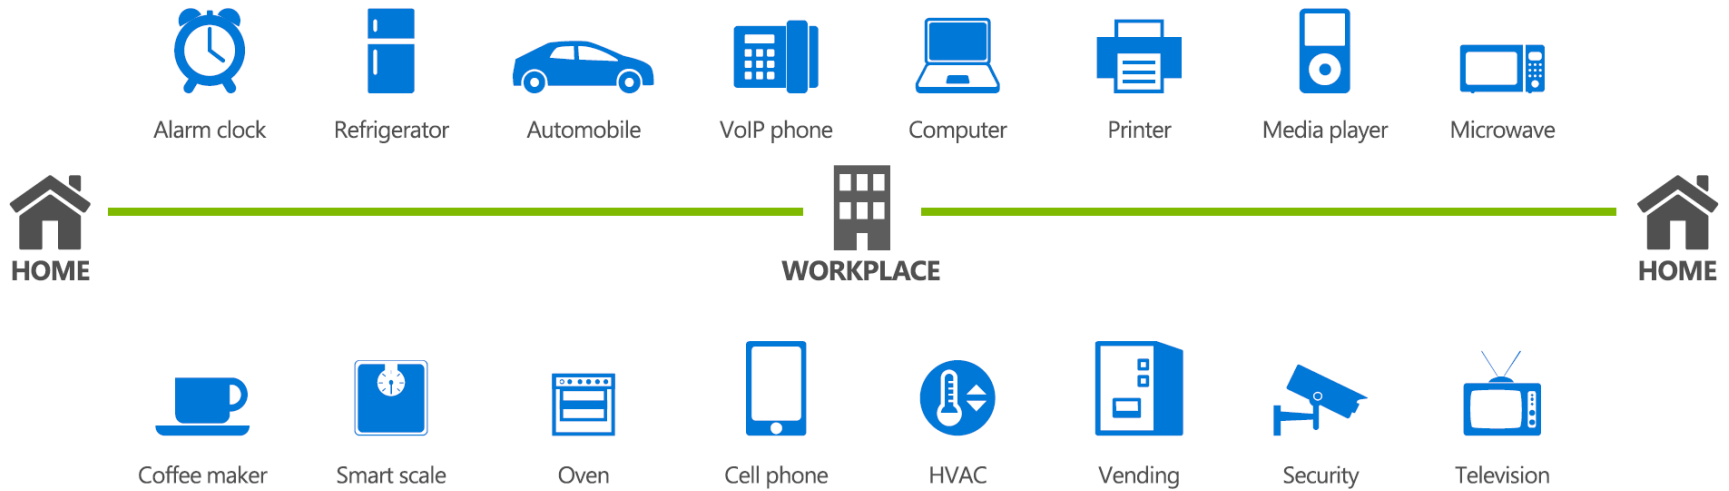 Alarm clock
Refrigerator
Automobile
VoIP phone
Computer
Printer
Media player
Microwave
HOME
WORKPLACE
HOME
Coffee maker
Smart scale
Oven
Cell phone
HVAC
Vending
Security
Television